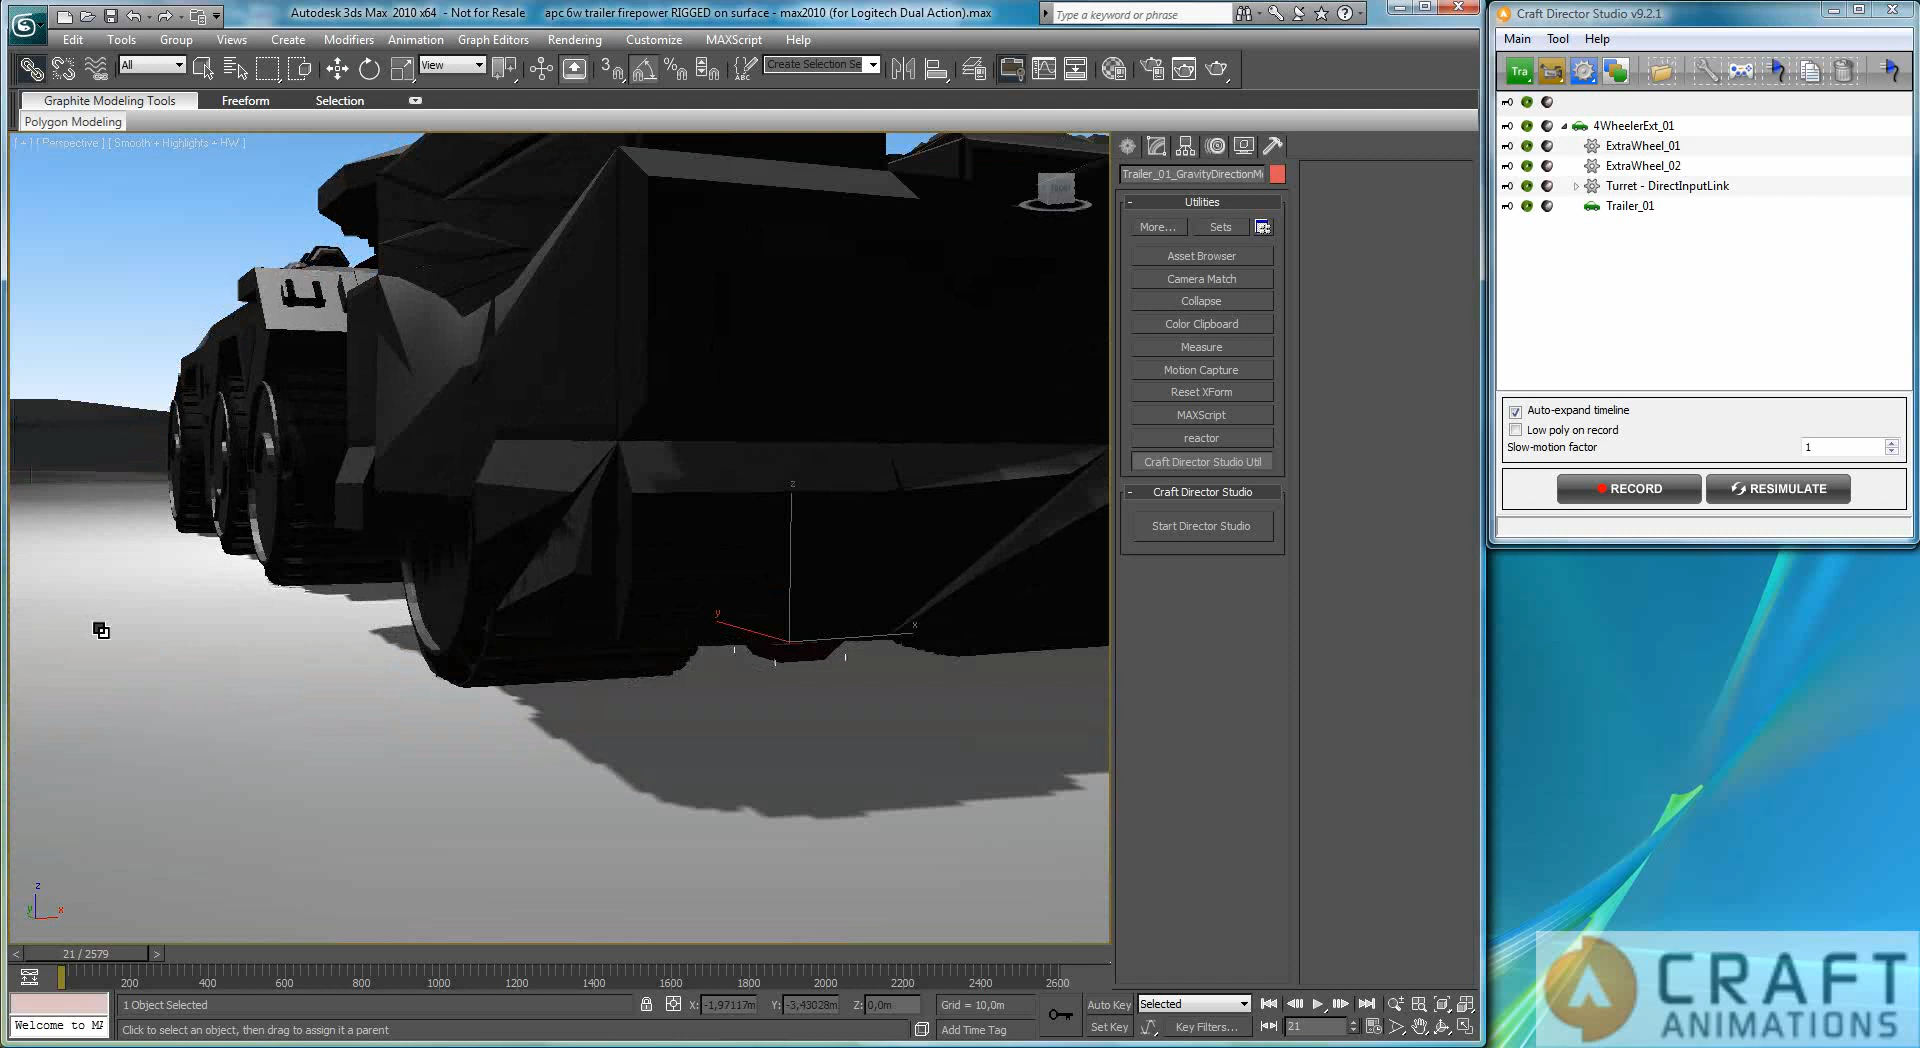 Autodesk 3ds Max 2010 x64 - Not for Resale apc 6w trailer firepower RIGGED on surface - max2010 (for Logitech Dual Action).max
Type a keyword or phrase
Edit Tools Group Views Create Modifiers Animation Graph Editors Rendering Customize MAXScript Help
All View 3 ABC Create Selection Se
Graphite Modeling Tools Freeform Selection
Polygon Modeling
[ + ] [ Perspective ] [ Smooth + Highlights + HW ]
FRONT
z
y
x
z
y
x
Trailer_01_GravityDirectionMe
- Utilities
More... Sets
Asset Browser
Camera Match
Collapse
Color Clipboard
Measure
Motion Capture
Reset XForm
MAXScript
reactor
Craft Director Studio Util
- Craft Director Studio
Start Director Studio
< 21 / 2579 >
200 400 600 800 1000 1200 1400 1600 1800 2000 2200 2400 2600
1 Object Selected X: -1,97117m Y: -3,43028m Z: 0,0m Grid = 10,0m Auto Key Selected
Welcome to MA Click to select an object, then drag to assign it a parent Add Time Tag Set Key Key Filters... 21
Craft Director Studio v9.2.1
Main Tool Help
Tra
4WheelerExt_01
ExtraWheel_01
ExtraWheel_02
Turret - DirectInputLink
Trailer_01
Auto-expand timeline
Low poly on record
Slow-motion factor 1
RECORD RESIMULATE
CRAFT
ANIMATIONS